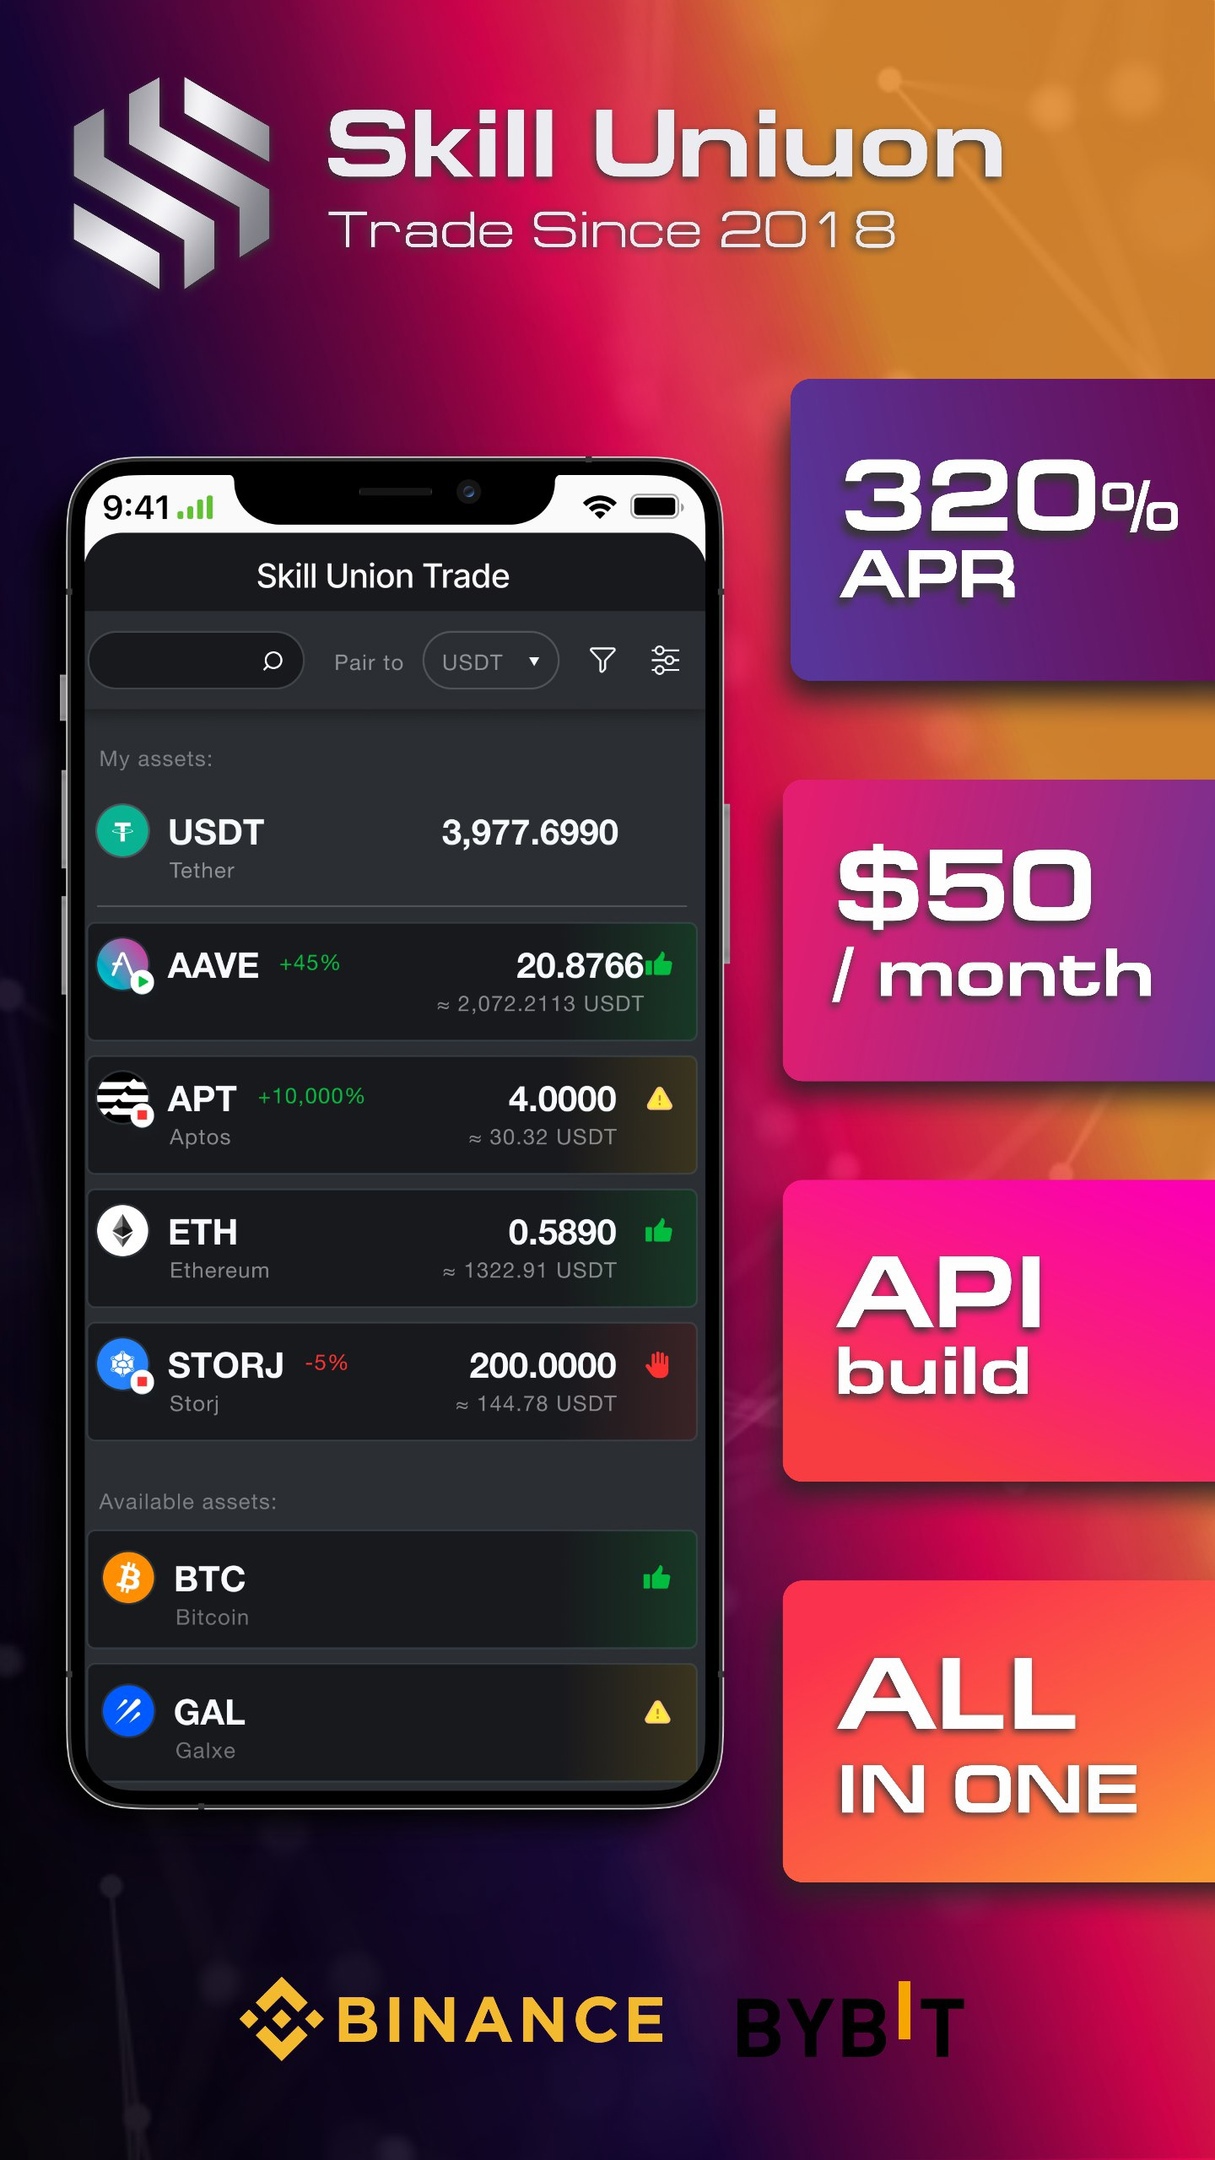 Skill Uniuon
Trade Since 2018
320%
APR
$50
/ month
API
build
ALL
IN ONE
9:41
Skill Union Trade
Pair to
USDT
My assets:
USDT
3,977.6990
Tether
AAVE +45%
20.8766
≈ 2,072.2113 USDT
APT +10,000%
4.0000
Aptos
≈ 30.32 USDT
ETH
0.5890
Ethereum
≈ 1322.91 USDT
STORJ -5%
200.0000
Storj
≈ 144.78 USDT
Available assets:
BTC
Bitcoin
GAL
Galxe
BINANCE
BYBIT